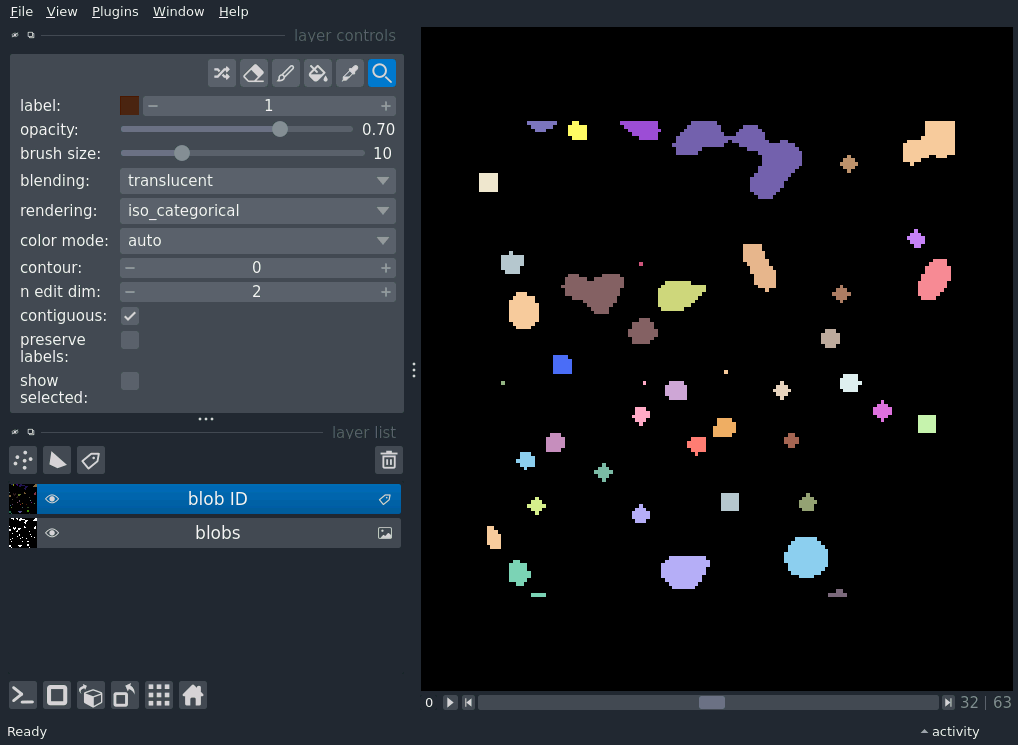 File View Plugins Window Help
layer controls
label: 1
opacity: 0.70
brush size: 10
blending: translucent
rendering: iso_categorical
color mode: auto
contour: 0
n edit dim: 2
contiguous:
preserve
labels:
show
selected:
layer list
blob ID
blobs
0 32 | 63
Ready activity